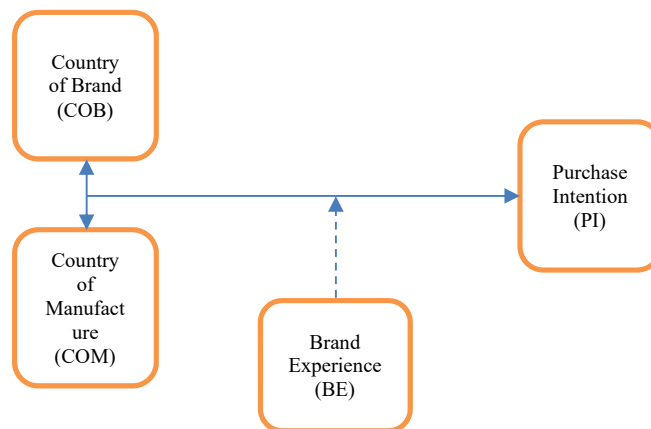 Country
of Brand
(COB)
Purchase
Intention
(PI)
Country
of
Manufact
ure
(COM)
Brand
Experience
(BE)